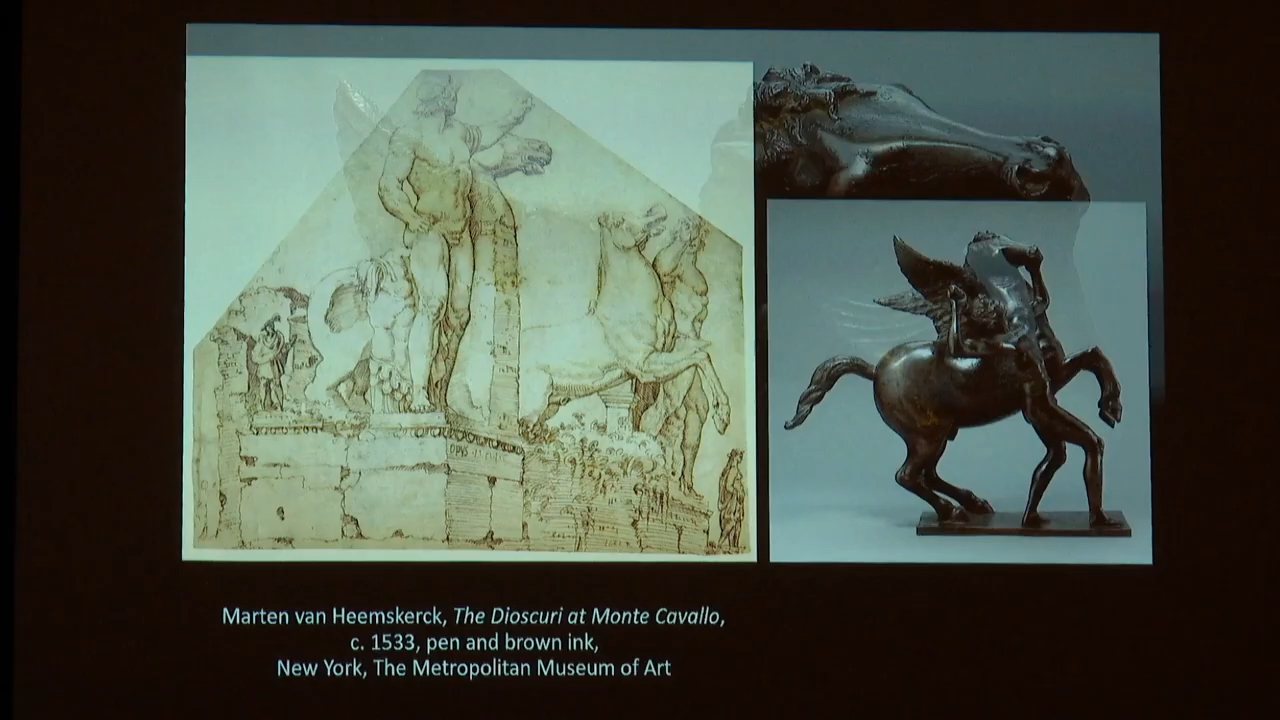 OPVS
Marten van Heemskerck, The Dioscuri at Monte Cavallo,
c. 1533, pen and brown ink,
New York, The Metropolitan Museum of Art